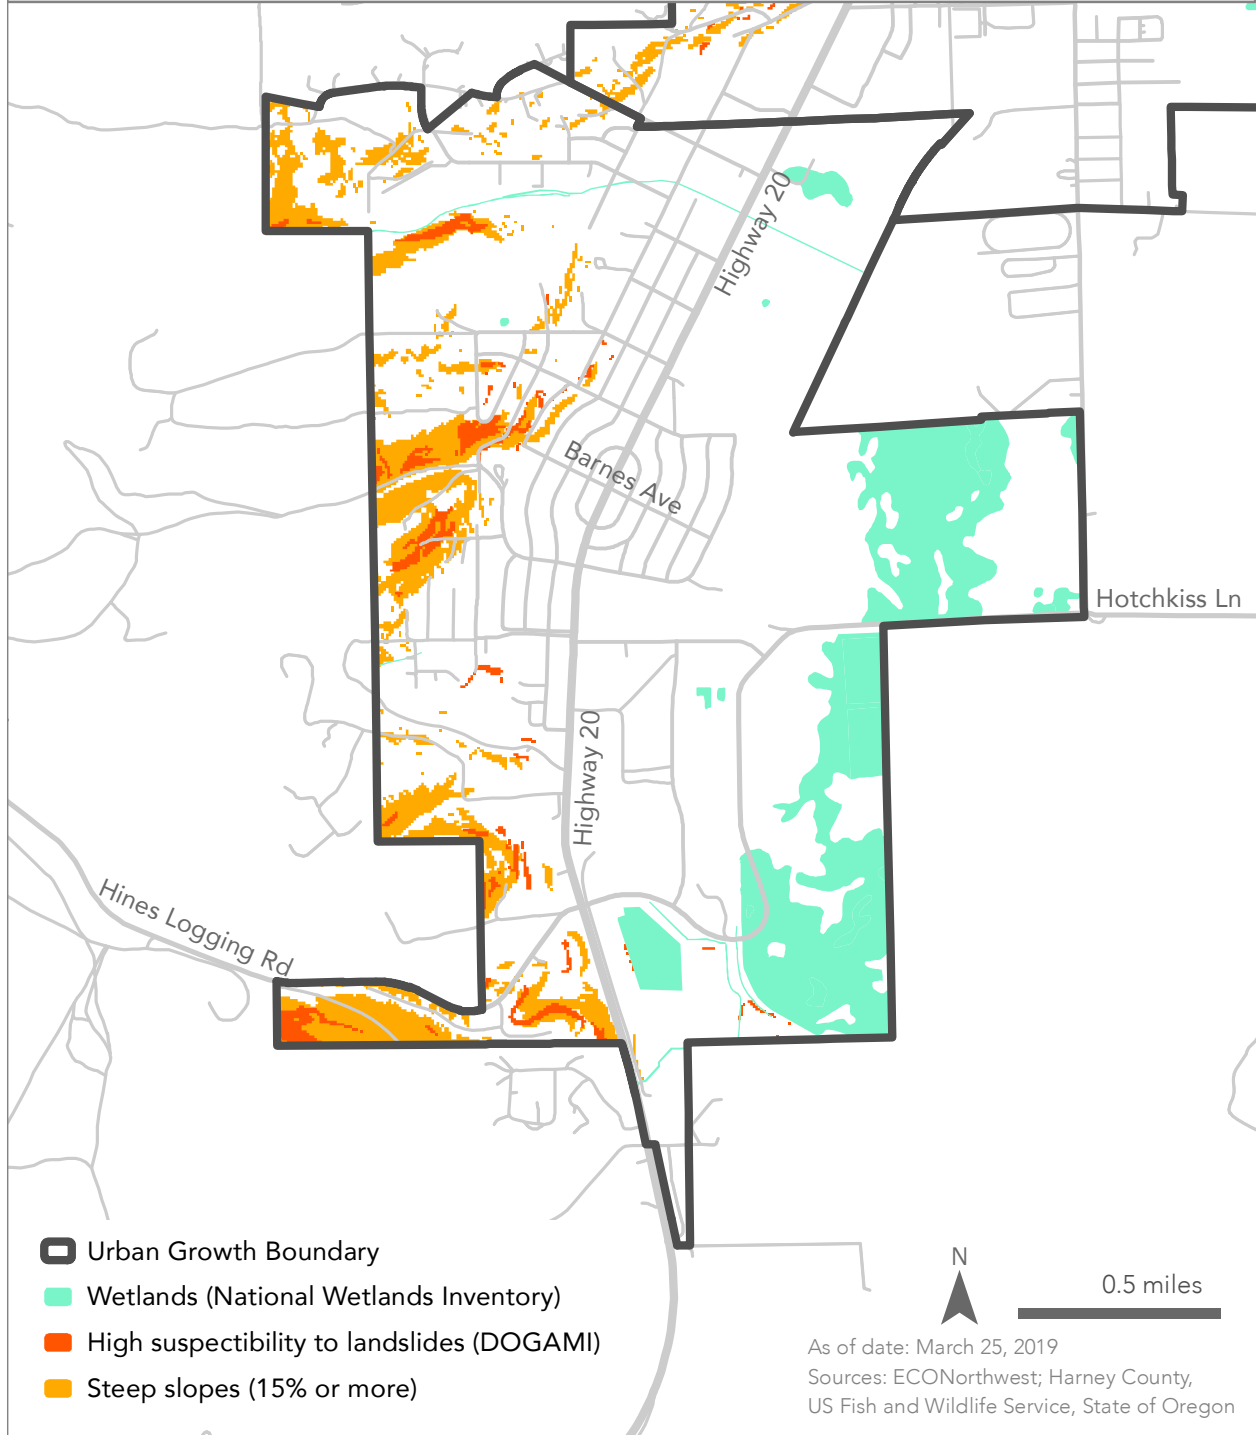 Highway 20
Barnes Ave
Hotchkiss Ln
Highway 20
Hines Logging Rd
Urban Growth Boundary
Wetlands (National Wetlands Inventory)
High suspectibility to landslides (DOGAMI)
Steep slopes (15% or more)
N
0.5 miles
As of date: March 25, 2019
Sources: ECONorthwest; Harney County,
US Fish and Wildlife Service, State of Oregon